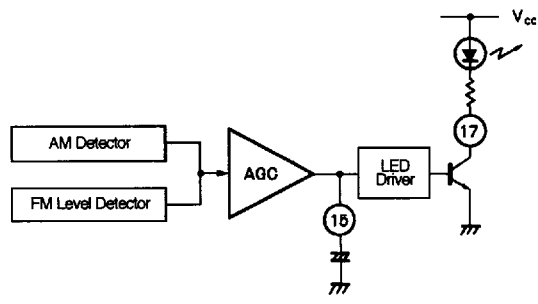 Vcc
17
AM Detector
FM Level Detector
AGC
LED
Driver
15